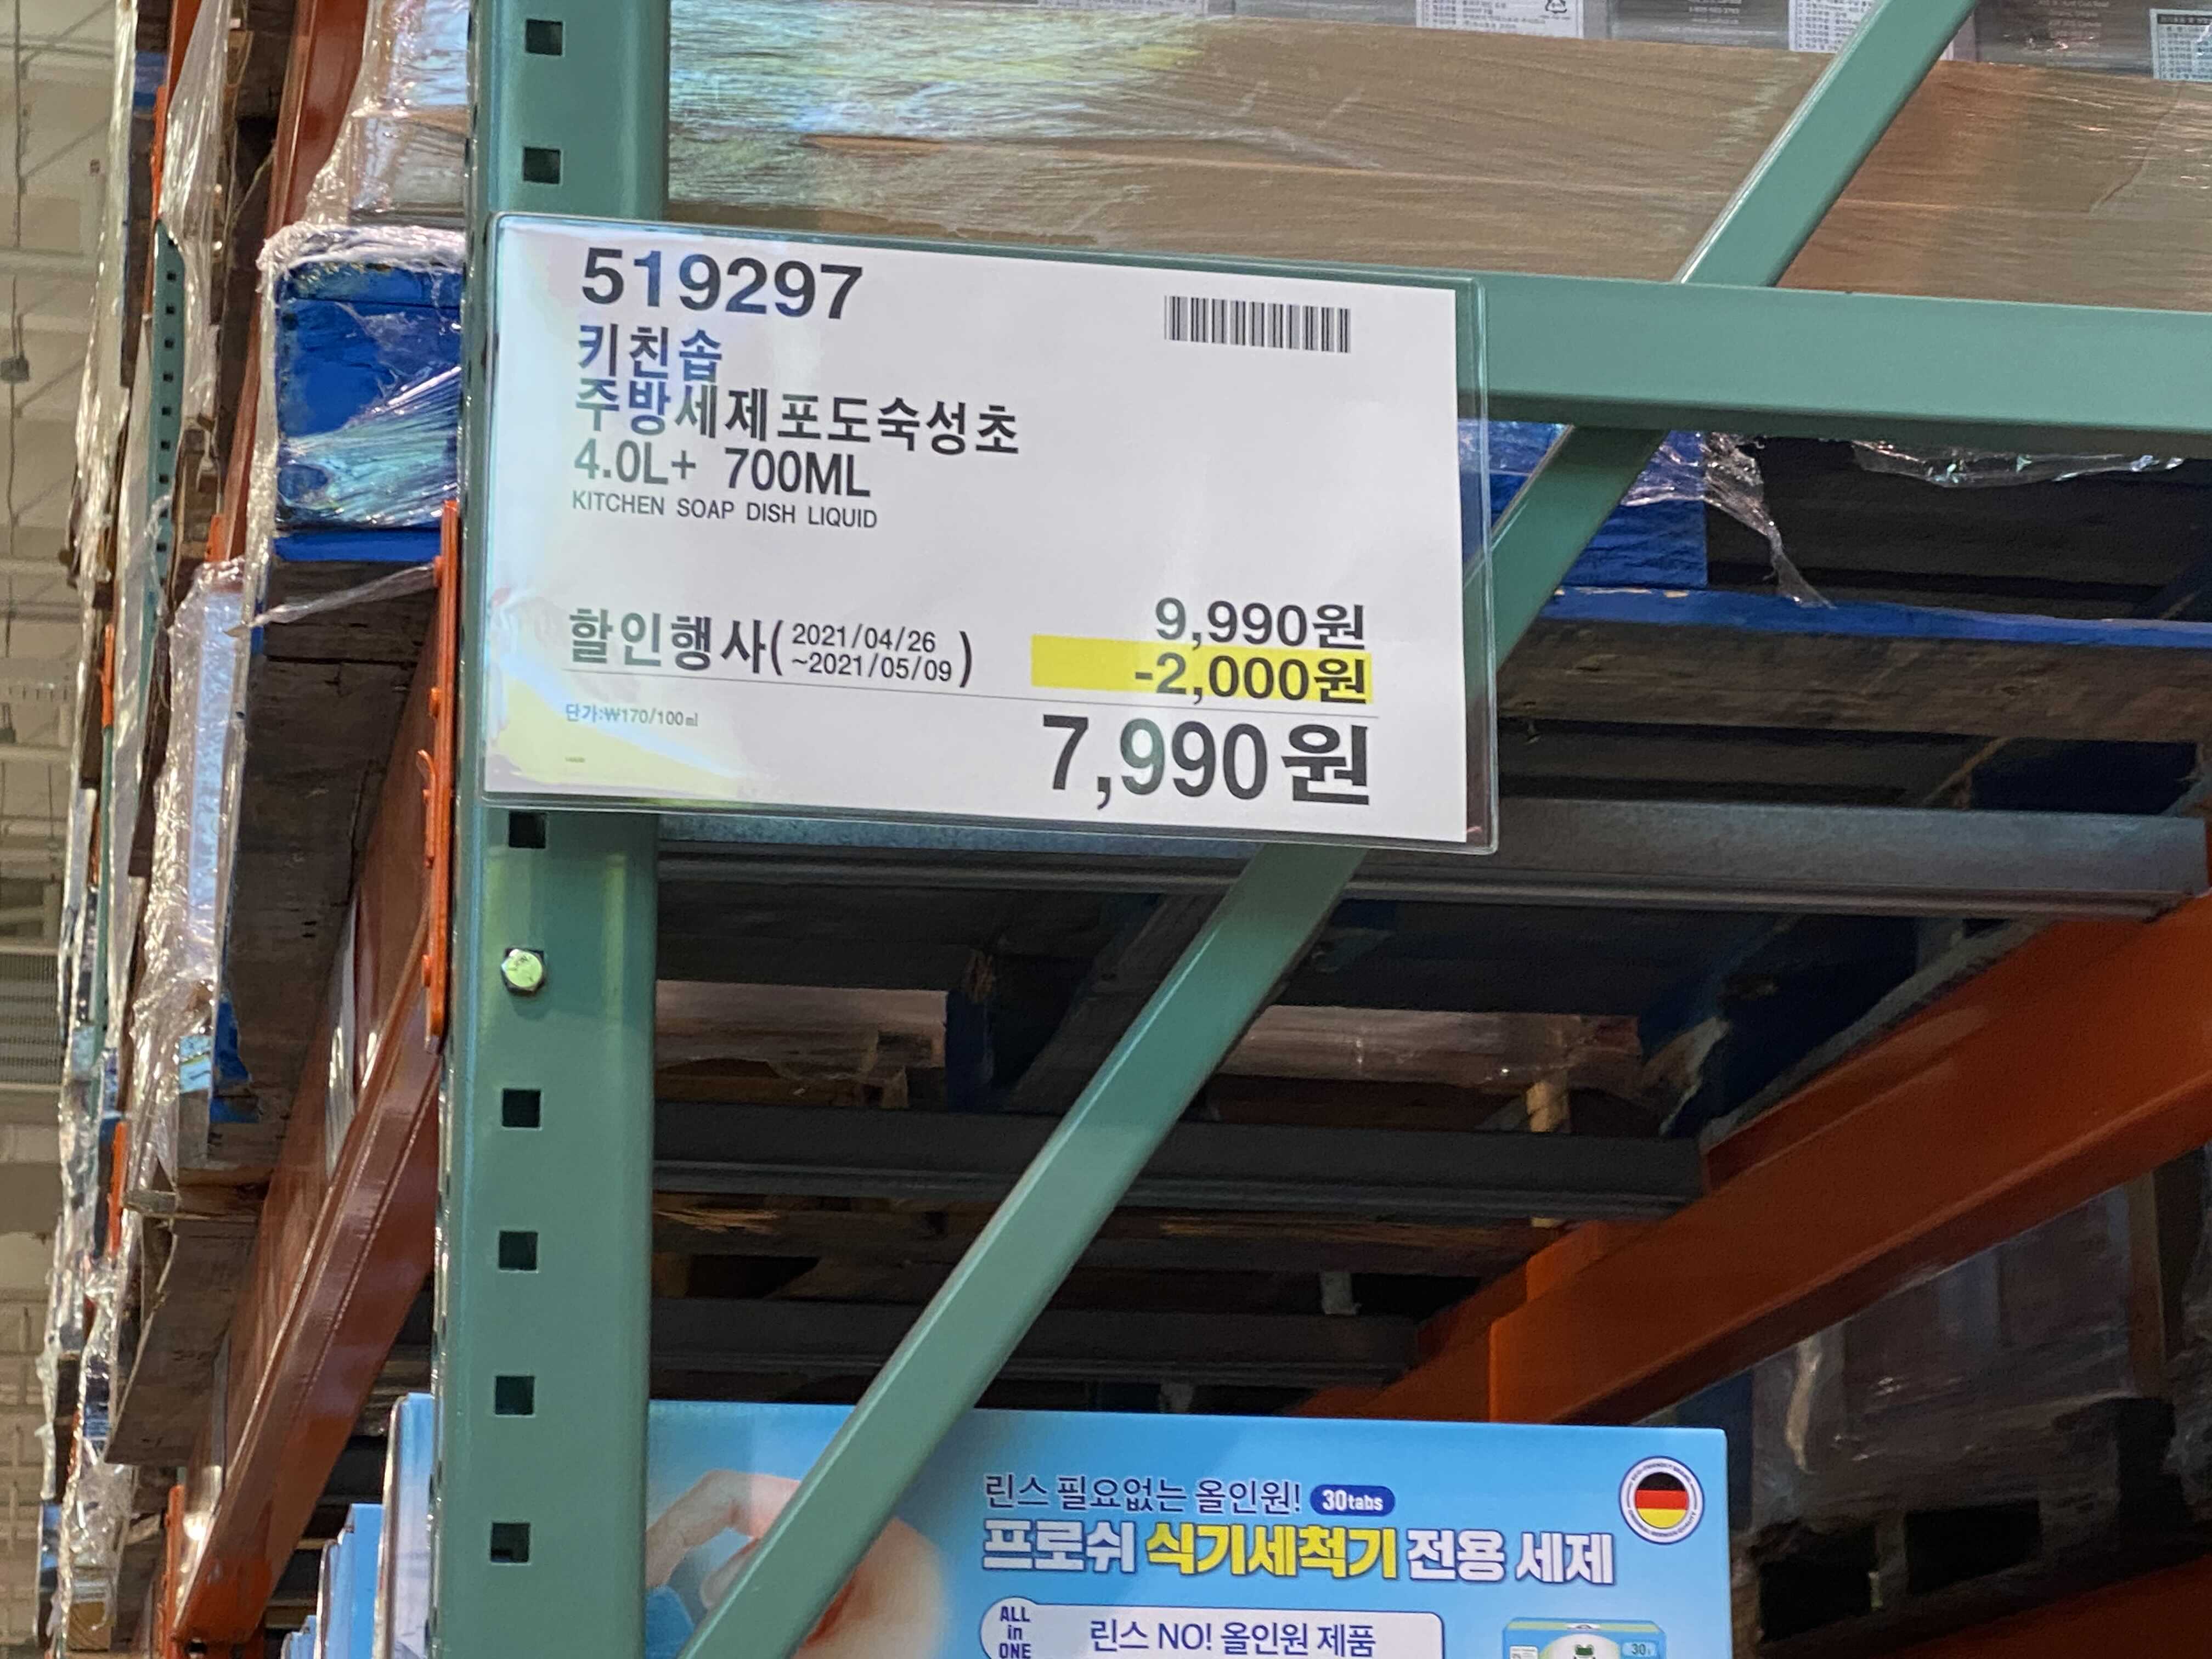 519297
키친솝
주방세제포도숙성초
4.0L+ 700ML
KITCHEN SOAP DISH LIQUID
9,990원
할인행사( 2021/04/26
~2021/05/09 )
-2,000원
단가:₩170/100㎖
7,990원
린스 필요없는 올인원! 30tabs
프로쉬 식기세척기 전용 세제
ALL
in
ONE
린스 NO! 올인원 제품
30